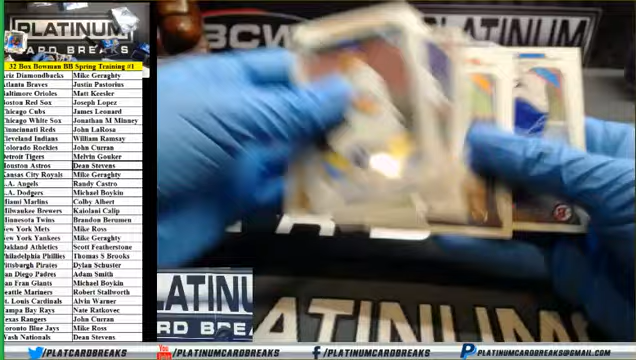 PLATINUM
CARD BREAKS
BCW
32 Box Bowman BB Spring Training #1
Ariz Diamondbacks Mike Geraghty
Atlanta Braves Justin Pastorius
Baltimore Orioles Matt Keesler
Boston Red Sox Joseph Lopez
Chicago Cubs James Leonard
Chicago White Sox Jonathan M Minney
Cincinnati Reds John LaRosa
Cleveland Indians William Ramsay
Colorado Rockies John Curran
Detroit Tigers Melvin Gouker
Houston Astros Dean Stevens
Kansas City Royals Mike Geraghty
L.A. Angels Randy Castro
L.A. Dodgers Michael Boykin
Miami Marlins Colby Albert
Milwaukee Brewers Kaiolani Calip
Minnesota Twins Brandon Berumen
New York Mets Mike Ross
New York Yankees Mike Geraghty
Oakland Athletics Scott Featherstone
Philadelphia Phillies Thomas S Brooks
Pittsburgh Pirates Dylan Schuster
San Diego Padres Adam Smith
San Fran Giants Michael Boykin
Seattle Mariners Robert Stallworth
St. Louis Cardinals Alvin Warner
Tampa Bay Rays Nate Ratkovec
Texas Rangers John Curran
Toronto Blue Jays Mike Ross
Wash Nationals Dean Stevens
ATINU
RD BREA
ATINUM
/PLATCARDBREAKS
You Tube
/PLATINUMCARDBREAKS
/PLATINUMCARDBREAKS
PLATINUMCARDBREAKS@GMAIL.COM